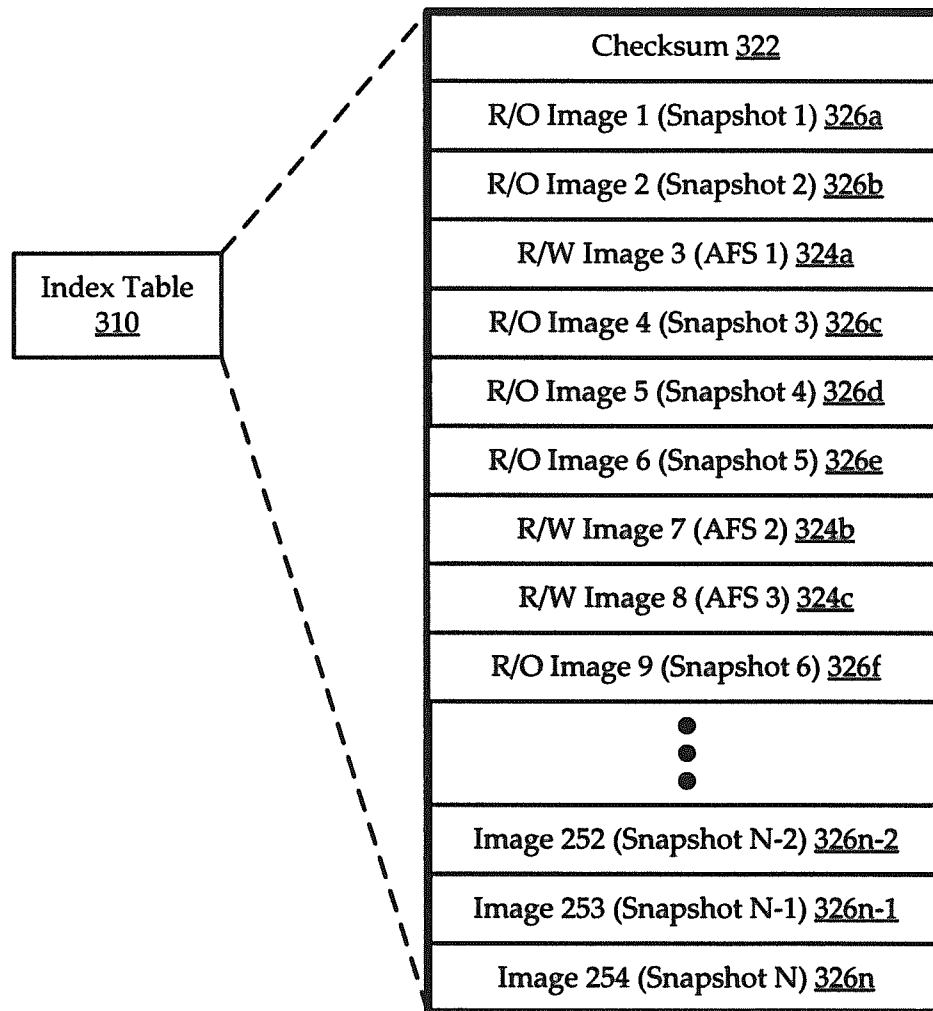 Checksum 322
R/O Image 1 (Snapshot 1) 326a
R/O Image 2 (Snapshot 2) 326b
R/W Image 3 (AFS 1) 324a
Index Table
310
R/O Image 4 (Snapshot 3) 326c
R/O Image 5 (Snapshot 4) 326d
R/O Image 6 (Snapshot 5) 326e
R/W Image 7 (AFS 2) 324b
R/W Image 8 (AFS 3) 324c
R/O Image 9 (Snapshot 6) 326f
Image 252 (Snapshot N-2) 326n-2
Image 253 (Snapshot N-1) 326n-1
Image 254 (Snapshot N) 326n